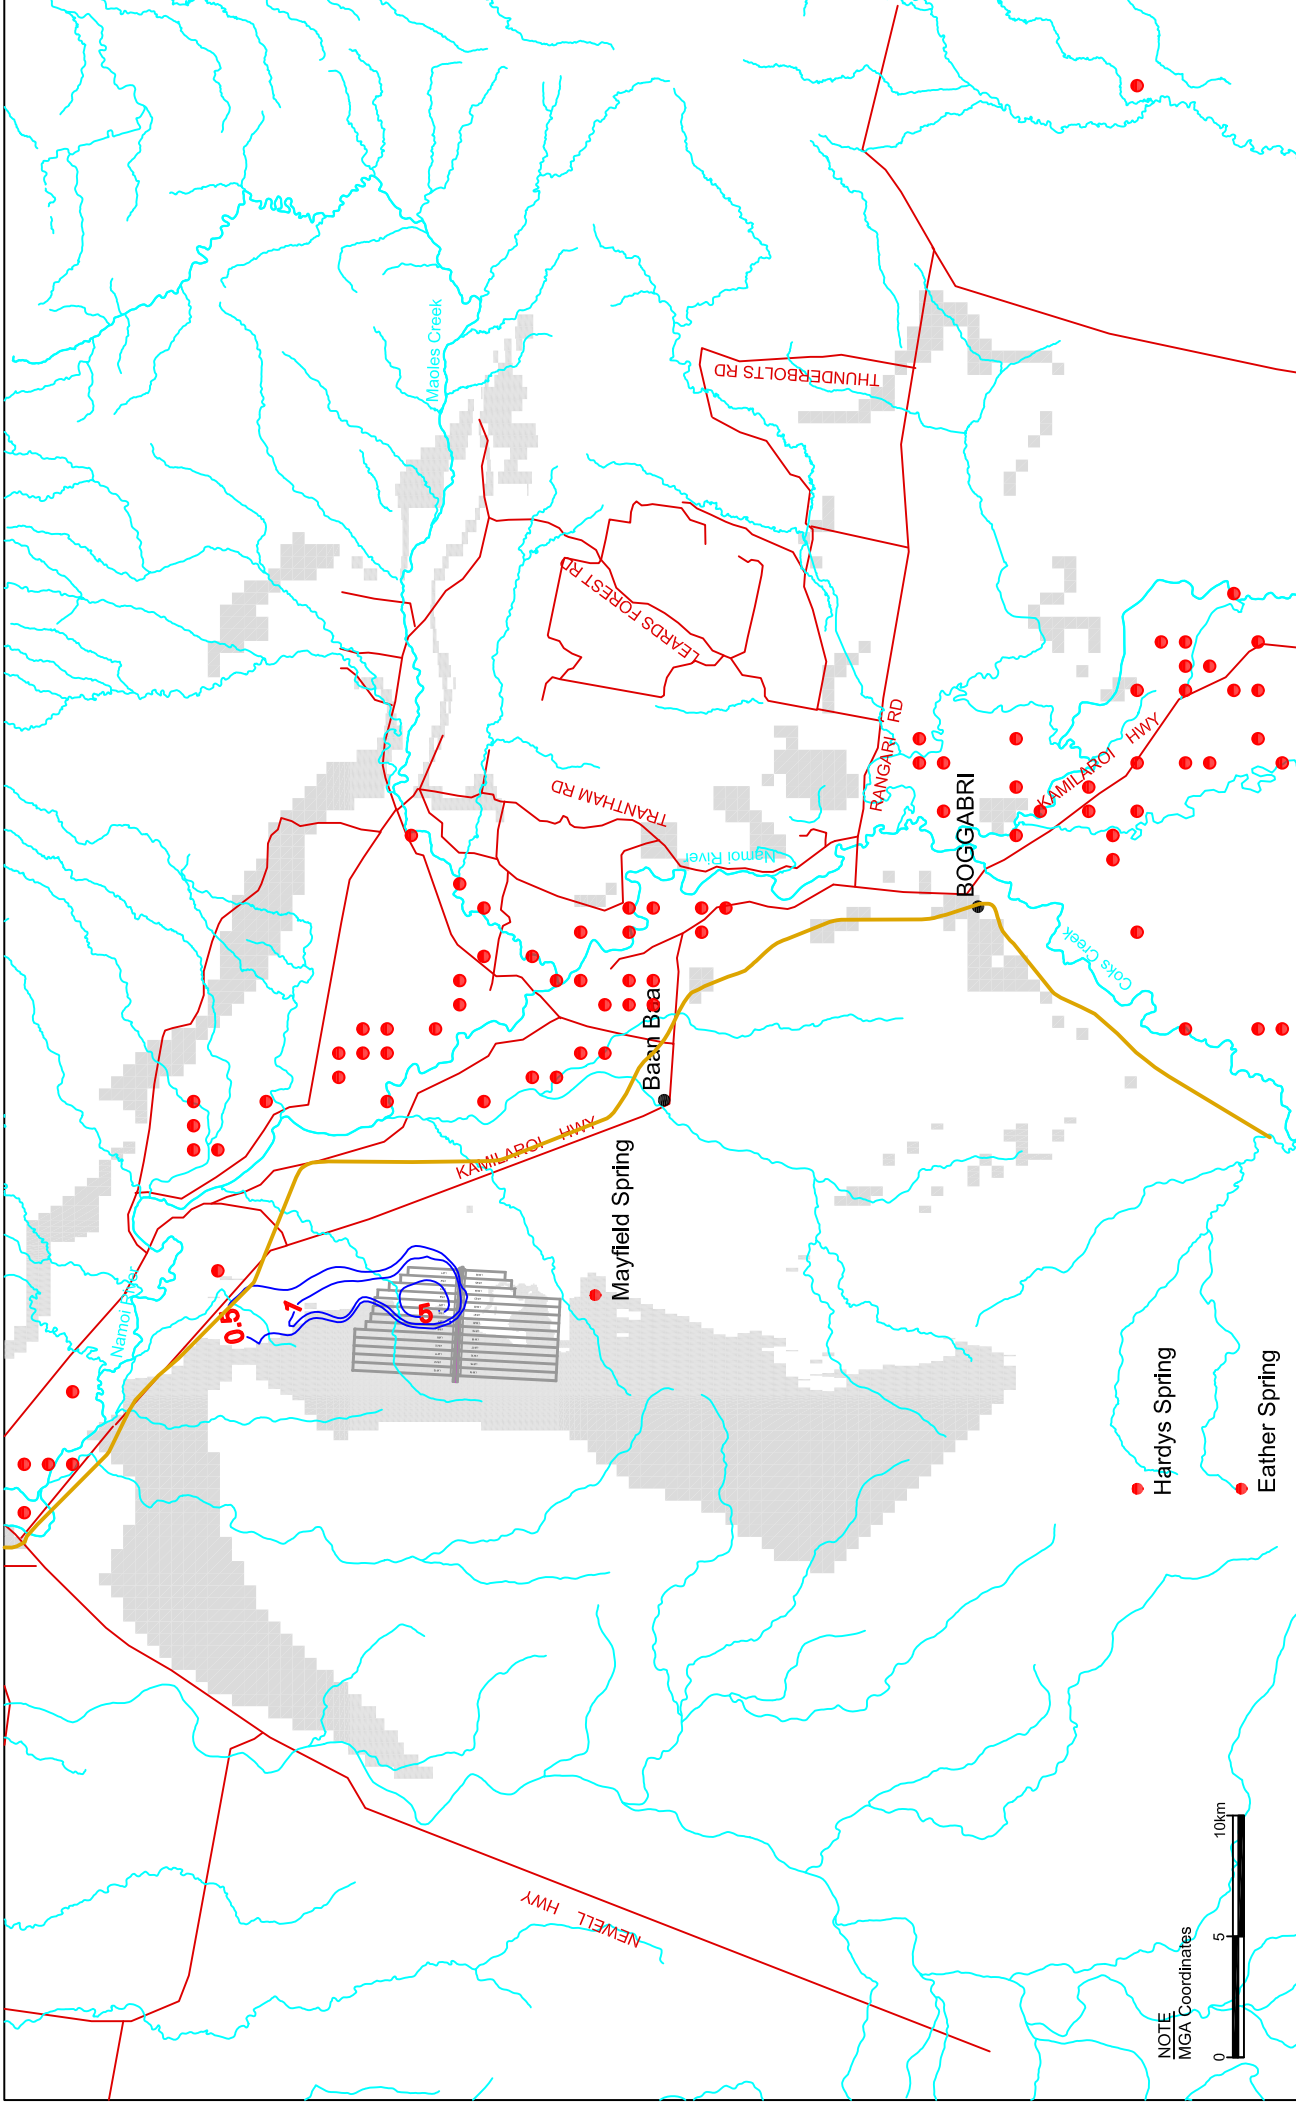 Maoles Creek
THUNDERBOLTS RD
LEARDS FOREST RD
RANGARI RD
TRANTHAM RD
KAMILAROI HWY
BOGGABRI
Namoi River
Coks Creek
Baan Baa
KAMILAROI HWY
Mayfield Spring
Namoi River
0.5
1
5
Hardys Spring
Eather Spring
NEWELL HWY
NOTE
MGA Coordinates
0 5 10km